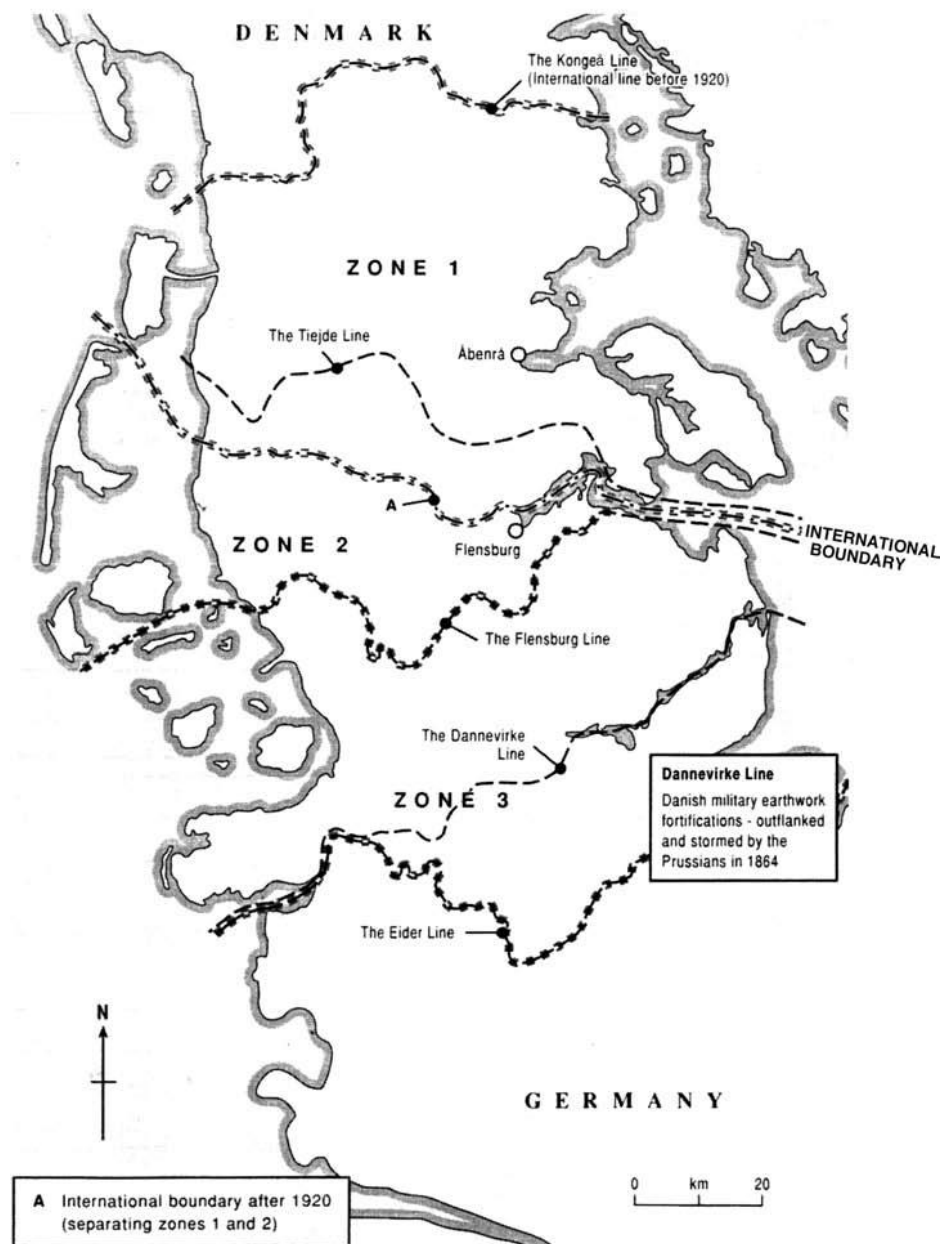 DENMARK
The Kongeå Line
(International line before 1920)
ZONE 1
The Tiejde Line
Åbenrå
A
Flensburg
INTERNATIONAL
BOUNDARY
ZONE 2
The Flensburg Line
The Dannevirke
Line
ZONE 3
Dannevirke Line
Danish military earthwork
fortifications - outflanked
and stormed by the
Prussians in 1864
The Eider Line
N
GERMANY
0 km 20
A International boundary after 1920
(separating zones 1 and 2)